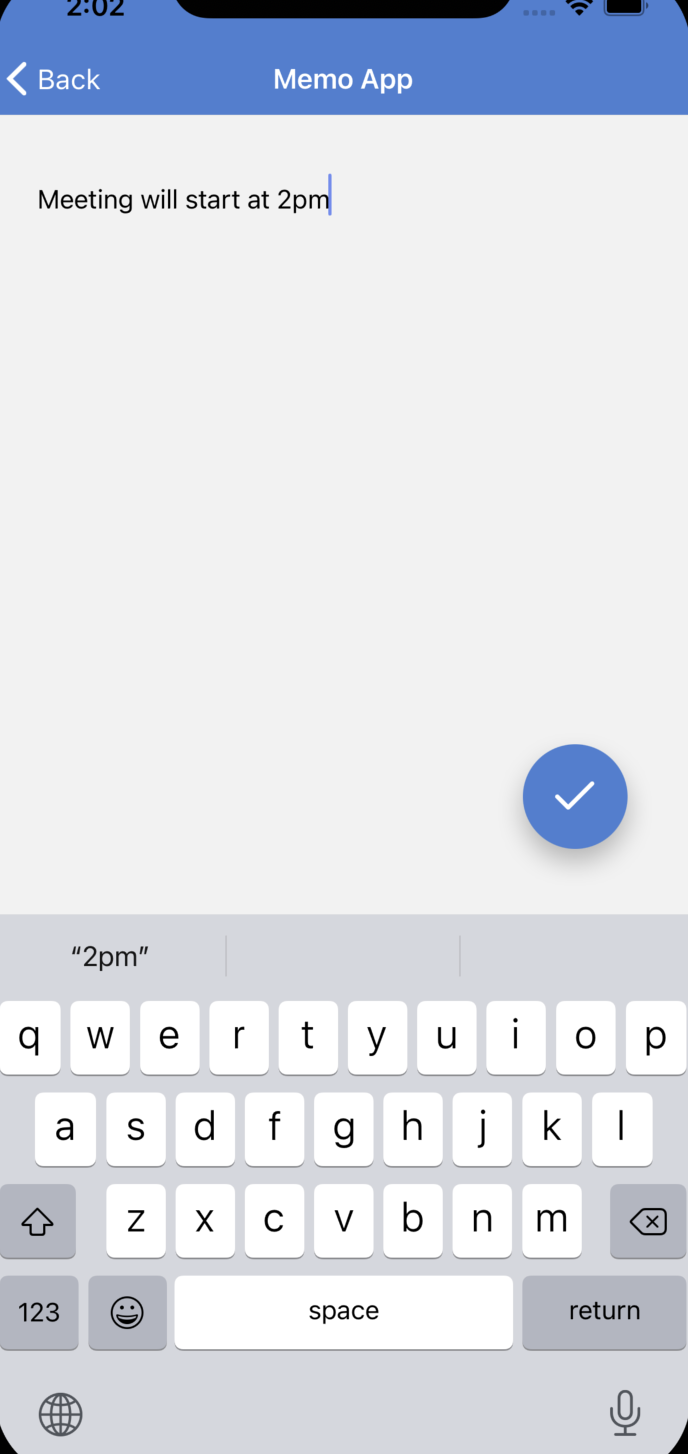 2:02
Back Memo App
Meeting will start at 2pm
“2pm”
q w e r t y u i o p
a s d f g h j k l
z x c v b n m
123 space return